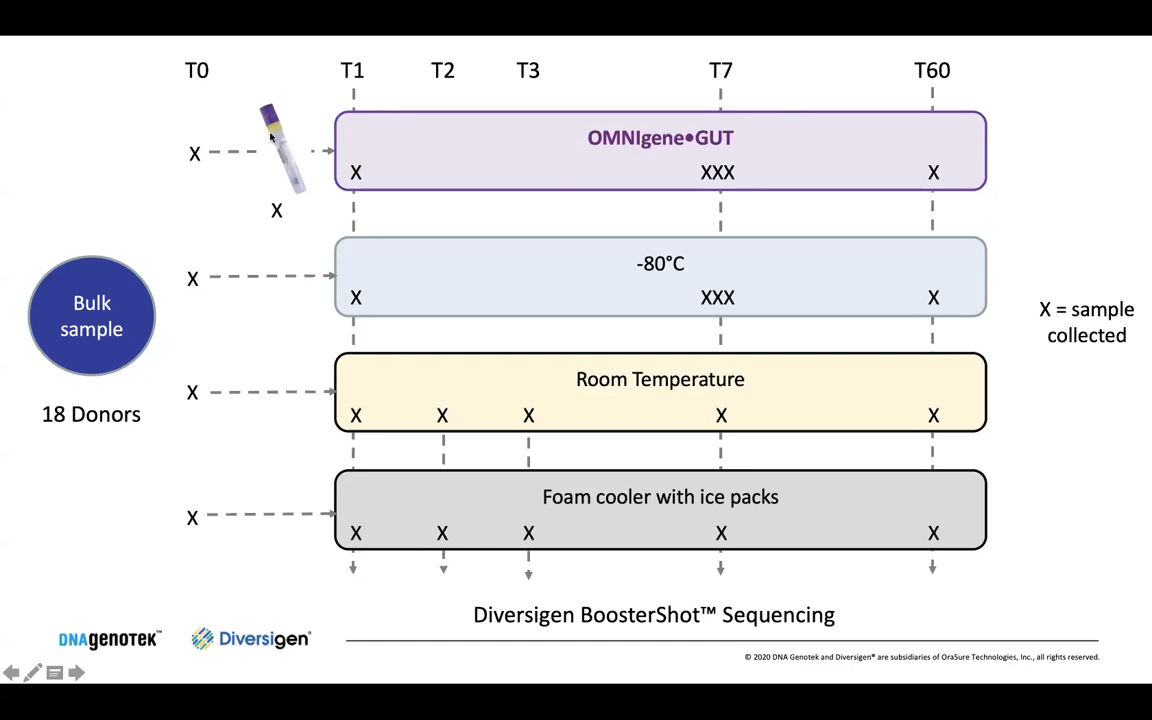 T0 T1 T2 T3 T7 T60
OMNIgene•GUT
X X XXX X
X
-80°C
X X XXX X
Bulk
sample
X = sample
collected
18 Donors
Room Temperature
X
X X X X X
Foam cooler with ice packs
X
X X X X X
Diversigen BoosterShot™ Sequencing
DNAgenotek™ Diversigen®
© 2020 DNA Genotek and Diversigen® are subsidiaries of OraSure Technologies, Inc., all rights reserved.